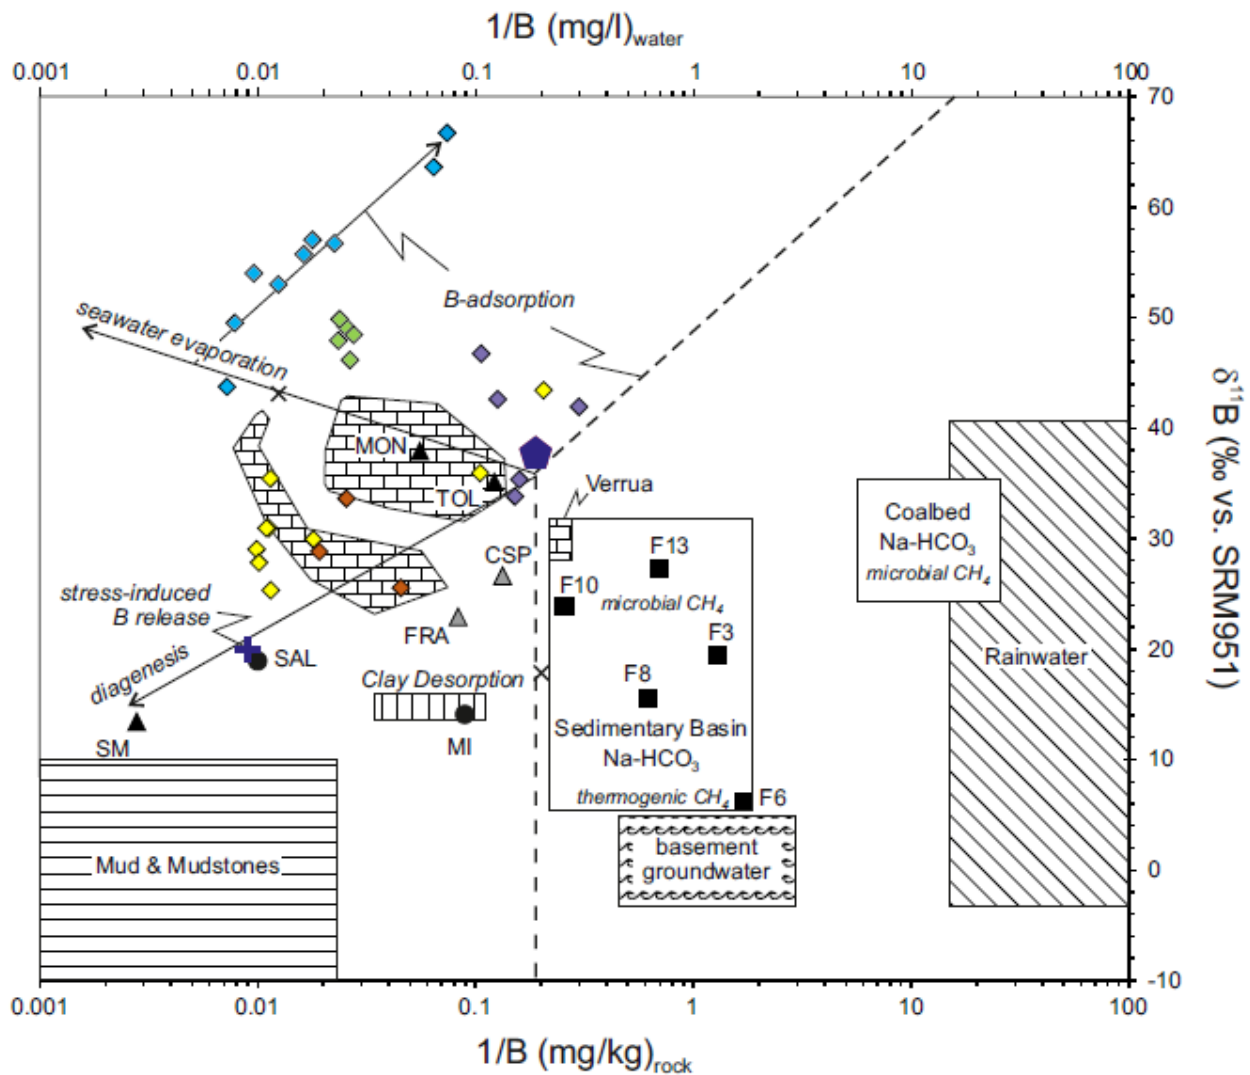 1/B (mg/l)water
0.001 0.01 0.1 1 10 100
70
60
50
40
30
20
10
0
-10
δ11B (‰ vs. SRM951)
B-adsorption
seawater evaporation
MON
TOL
Verrua
Coalbed
Na-HCO3
microbial CH4
CSP
F13
F10
microbial CH4
stress-induced
B release
FRA
F3
SAL
Rainwater
diagenesis
Clay Desorption
F8
SM
MI
Sedimentary Basin
Na-HCO3
thermogenic CH4
F6
Mud & Mudstones
basement
groundwater
0.001 0.01 0.1 1 10 100
1/B (mg/kg)rock